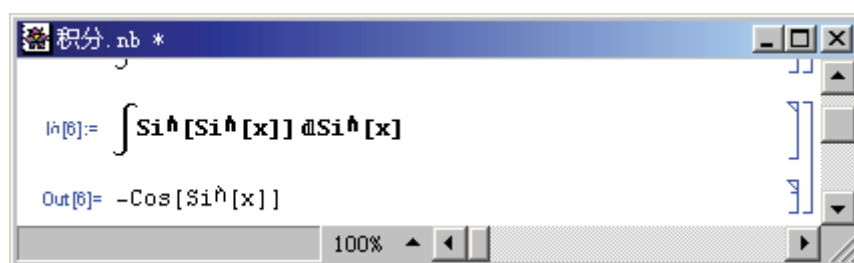 积分.nb *
In[6]:= ∫Sin[Sin[x]] ⅆSin[x]
Out[6]= -Cos[Sin[x]]
100%